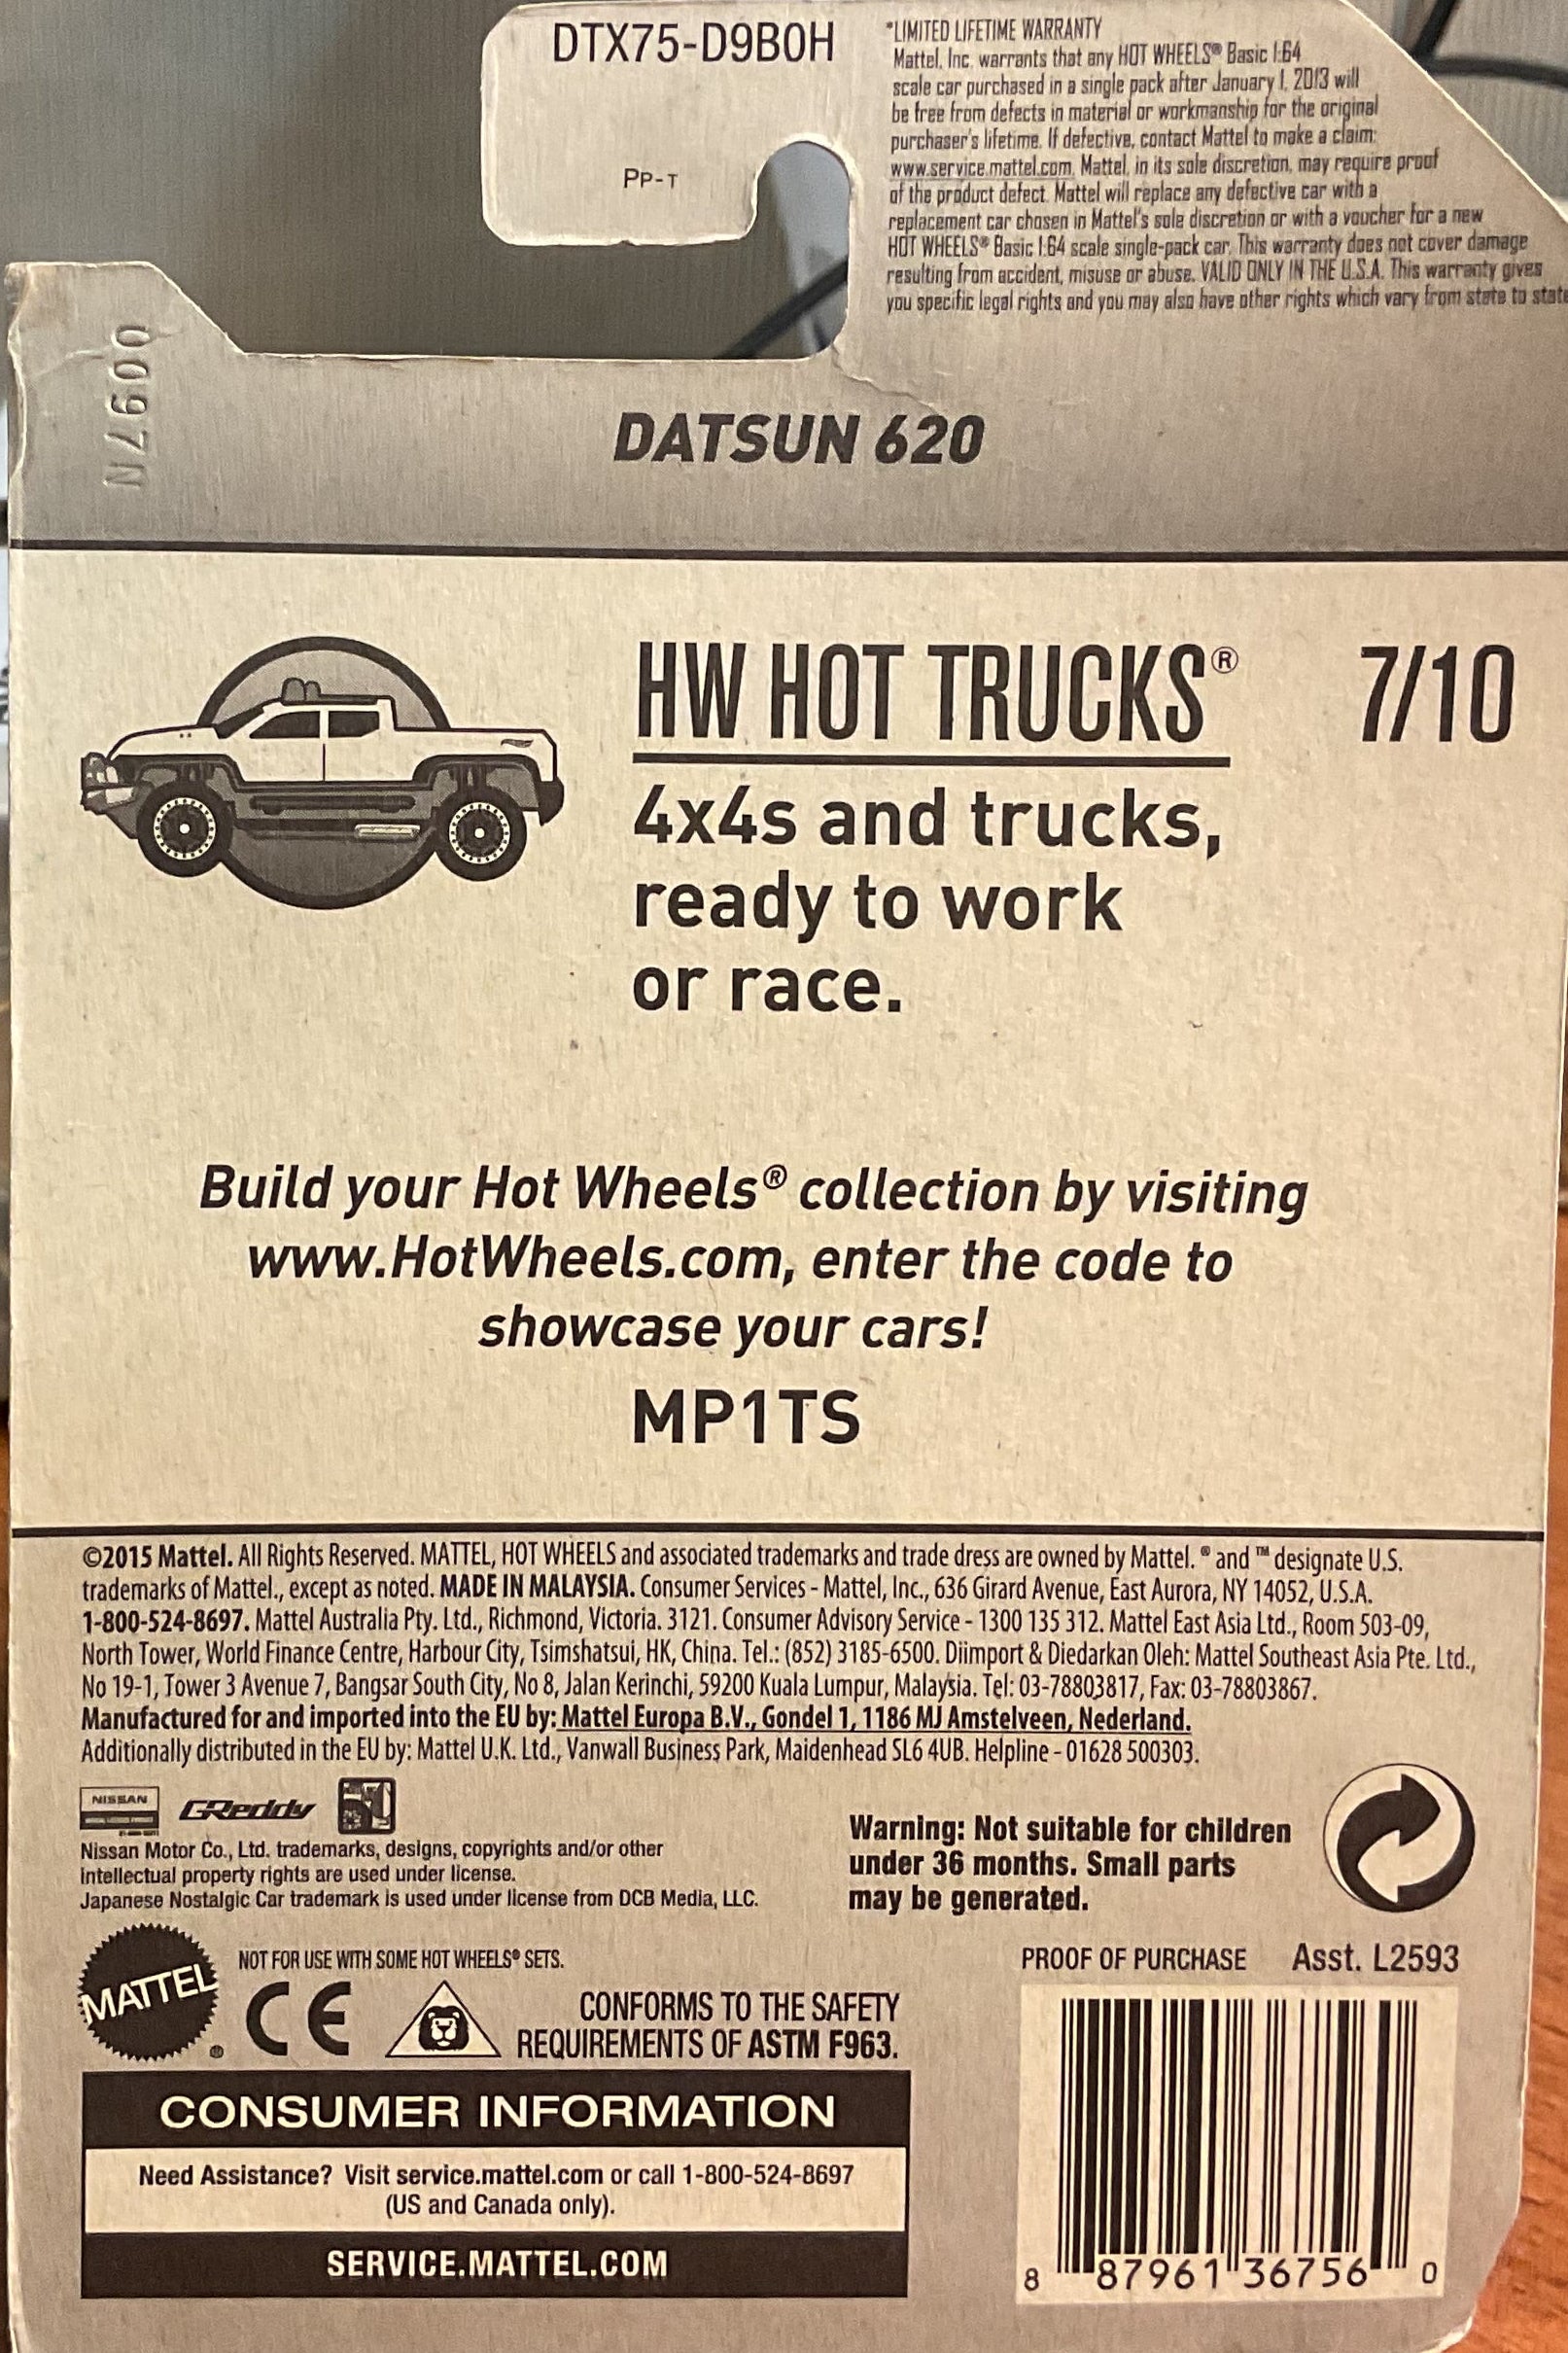 DTX75-D9B0H
PP-T
*LIMITED LIFETIME WARRANTY
Mattel, Inc. warrants that any HOT WHEELS® Basic 1:64
scale car purchased in a single pack after January 1, 2013 will
be free from defects in material or workmanship for the original
purchaser's lifetime. If defective, contact Mattel to make a claim:
www.service.mattel.com. Mattel, in its sole discretion, may require proof
of the product defect. Mattel will replace any defective car with a
replacement car chosen in Mattel's sole discretion or with a voucher for a new
HOT WHEELS® Basic 1:64 scale single-pack car. This warranty does not cover damage
resulting from accident, misuse or abuse. VALID ONLY IN THE U.S.A. This warranty gives
you specific legal rights and you may also have other rights which vary from state to state
0097N
DATSUN 620
HW HOT TRUCKS® 7/10
4x4s and trucks,
ready to work
or race.
Build your Hot Wheels® collection by visiting
www.HotWheels.com, enter the code to
showcase your cars!
MP1TS
©2015 Mattel. All Rights Reserved. MATTEL, HOT WHEELS and associated trademarks and trade dress are owned by Mattel. ® and ™ designate U.S.
trademarks of Mattel., except as noted. MADE IN MALAYSIA. Consumer Services - Mattel, Inc., 636 Girard Avenue, East Aurora, NY 14052, U.S.A.
1-800-524-8697. Mattel Australia Pty. Ltd., Richmond, Victoria. 3121. Consumer Advisory Service - 1300 135 312. Mattel East Asia Ltd., Room 503-09,
North Tower, World Finance Centre, Harbour City, Tsimshatsui, HK, China. Tel.: (852) 3185-6500. Diimport & Diedarkan Oleh: Mattel Southeast Asia Pte. Ltd.,
No 19-1, Tower 3 Avenue 7, Bangsar South City, No 8, Jalan Kerinchi, 59200 Kuala Lumpur, Malaysia. Tel: 03-78803817, Fax: 03-78803867.
Manufactured for and imported into the EU by: Mattel Europa B.V., Gondel 1, 1186 MJ Amstelveen, Nederland.
Additionally distributed in the EU by: Mattel U.K. Ltd., Vanwall Business Park, Maidenhead SL6 4UB. Helpline - 01628 500303.
NISSAN GReddy
Nissan Motor Co., Ltd. trademarks, designs, copyrights and/or other
intellectual property rights are used under license.
Japanese Nostalgic Car trademark is used under license from DCB Media, LLC.
Warning: Not suitable for children
under 36 months. Small parts
may be generated.
MATTEL®
NOT FOR USE WITH SOME HOT WHEELS® SETS.
CE
CONFORMS TO THE SAFETY
REQUIREMENTS OF ASTM F963.
PROOF OF PURCHASE Asst. L2593
CONSUMER INFORMATION
Need Assistance? Visit service.mattel.com or call 1-800-524-8697
(US and Canada only).
SERVICE.MATTEL.COM
8 87961 36756 0